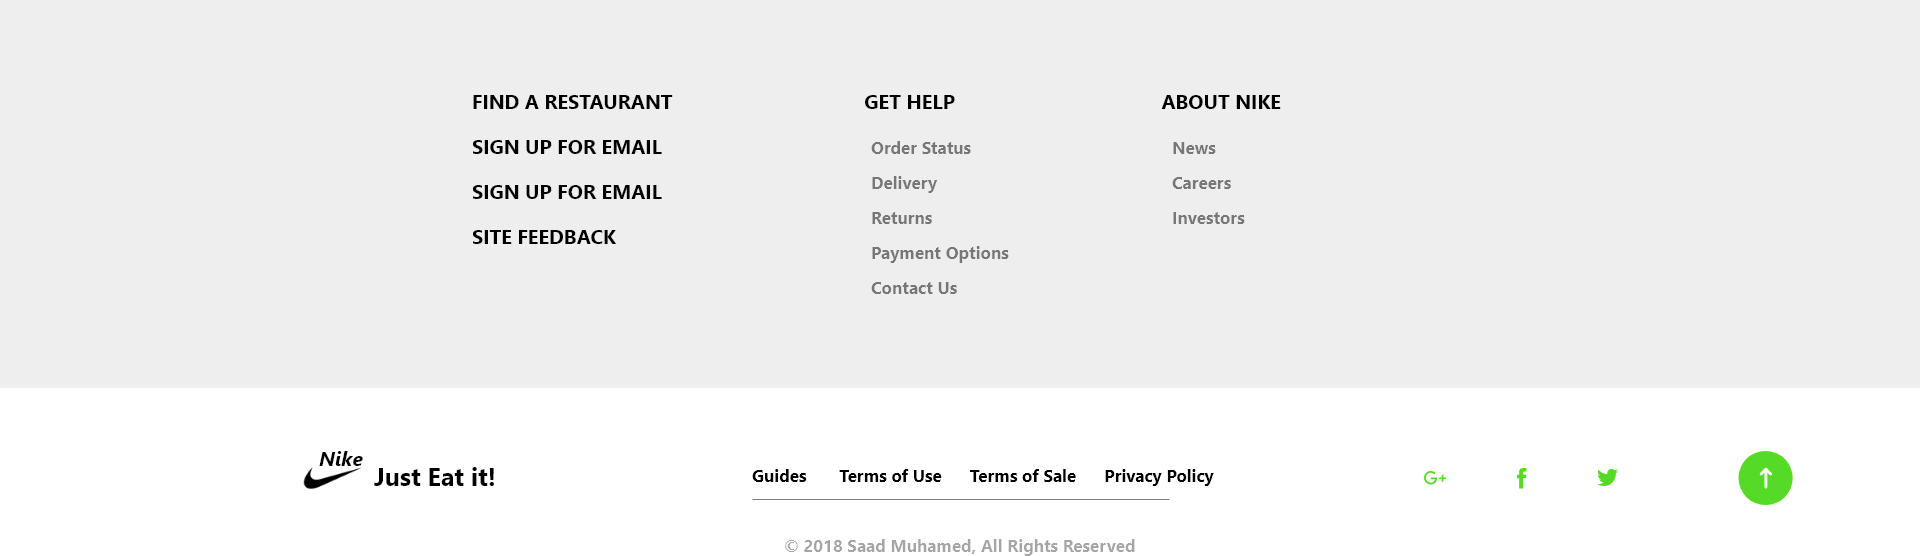 FIND A RESTAURANT
SIGN UP FOR EMAIL
SIGN UP FOR EMAIL
SITE FEEDBACK
GET HELP
Order Status
Delivery
Returns
Payment Options
Contact Us
ABOUT NIKE
News
Careers
Investors
Nike
Just Eat it!
Guides Terms of Use Terms of Sale Privacy Policy
G+ f
© 2018 Saad Muhamed, All Rights Reserved